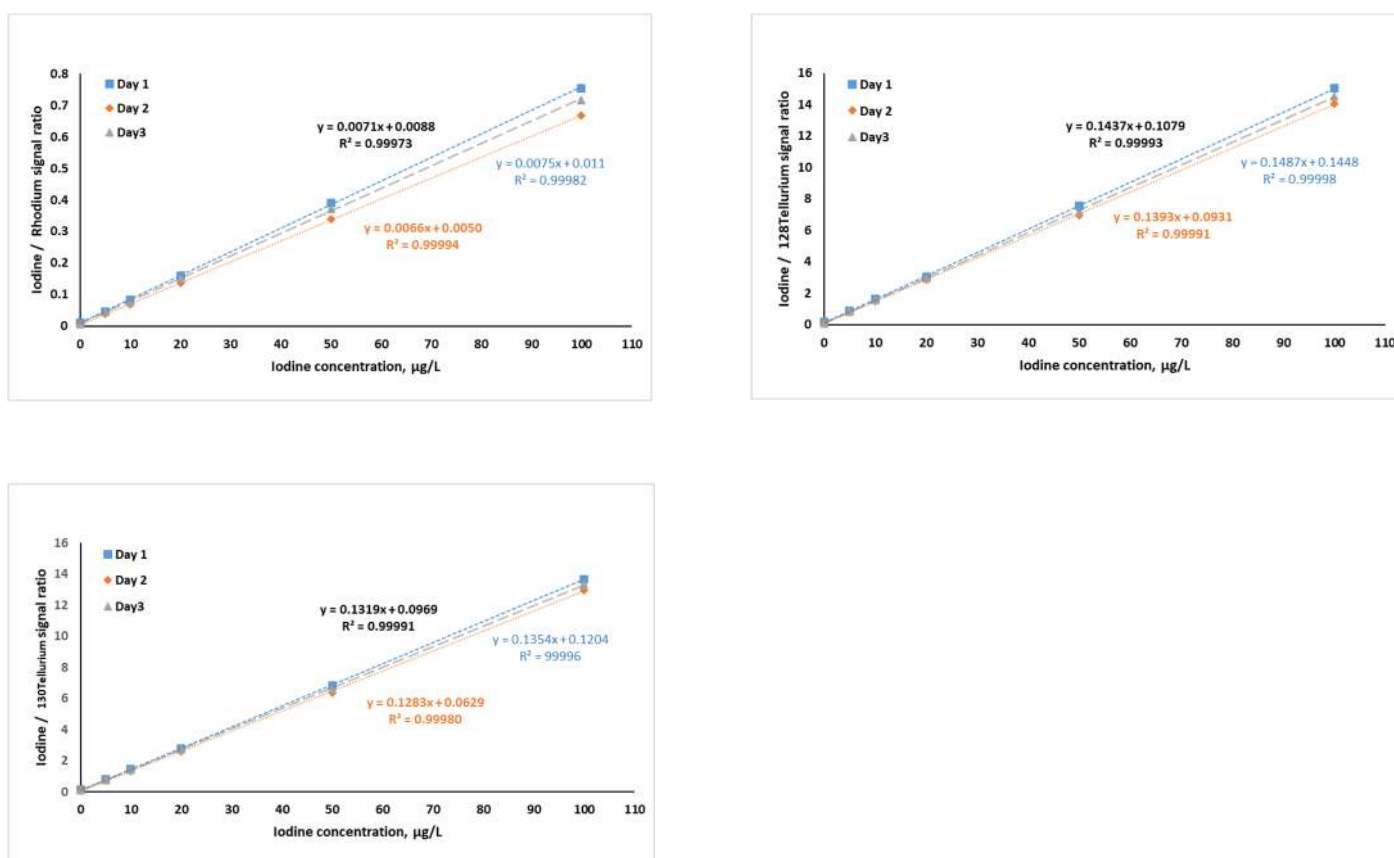 Iodine / Rhodium signal ratio
0.8
0.7
0.6
0.5
0.4
0.3
0.2
0.1
0
Day 1
Day 2
Day3
y = 0.0071x + 0.0088
R² = 0.99973
y = 0.0075x + 0.011
R² = 0.99982
y = 0.0066x + 0.0050
R² = 0.99994
0 10 20 30 40 50 60 70 80 90 100 110
Iodine concentration, µg/L
Iodine / 128Tellurium signal ratio
16
14
12
10
8
6
4
2
0
Day 1
Day 2
Day3
y = 0.1437x + 0.1079
R² = 0.99993
y = 0.1487x + 0.1448
R² = 0.99998
y = 0.1393x + 0.0931
R² = 0.99991
0 10 20 30 40 50 60 70 80 90 100 110
Iodine concentration, µg/L
Iodine / 130Tellurium signal ratio
16
14
12
10
8
6
4
2
0
Day 1
Day 2
Day3
y = 0.1319x + 0.0969
R² = 0.99991
y = 0.1354x + 0.1204
R² = 99996
y = 0.1283x + 0.0629
R² = 0.99980
0 10 20 30 40 50 60 70 80 90 100 110
Iodine concentration, µg/L